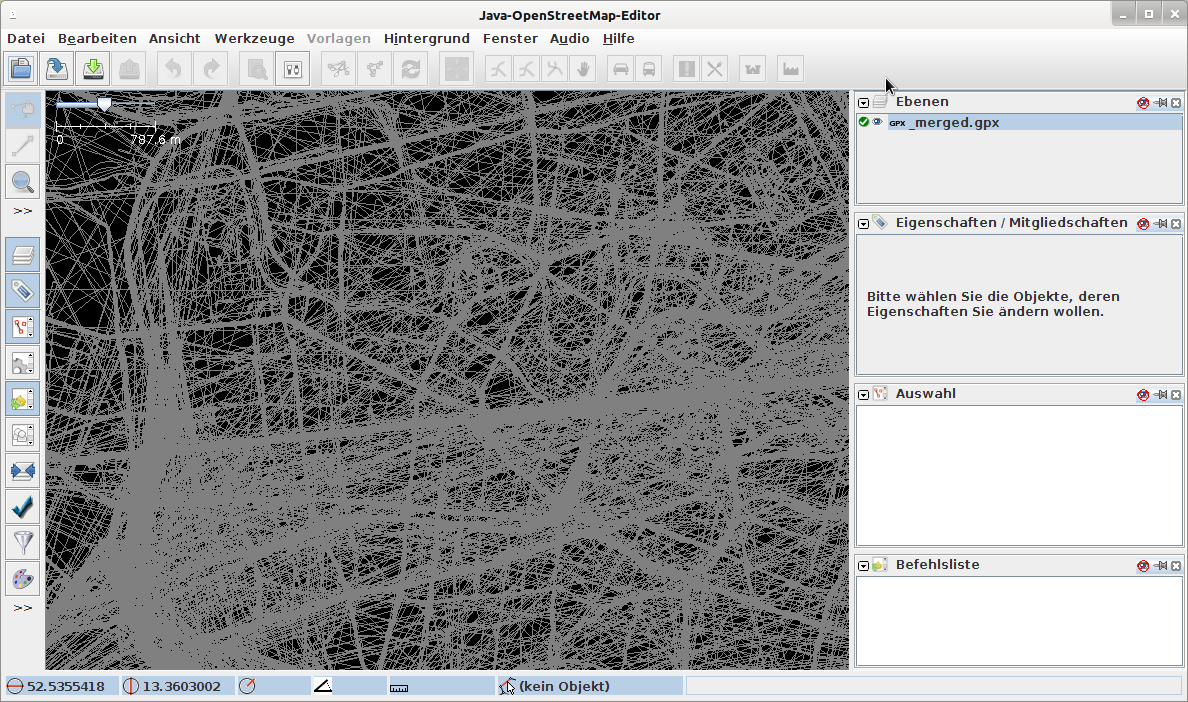 Java-OpenStreetMap-Editor
Datei Bearbeiten Ansicht Werkzeuge Vorlagen Hintergrund Fenster Audio Hilfe
0 787.6 m
>>
>>
Ebenen
GPX _merged.gpx
Eigenschaften / Mitgliedschaften
Bitte wählen Sie die Objekte, deren
Eigenschaften Sie ändern wollen.
Auswahl
Befehlsliste
52.5355418 13.3603002 (kein Objekt)